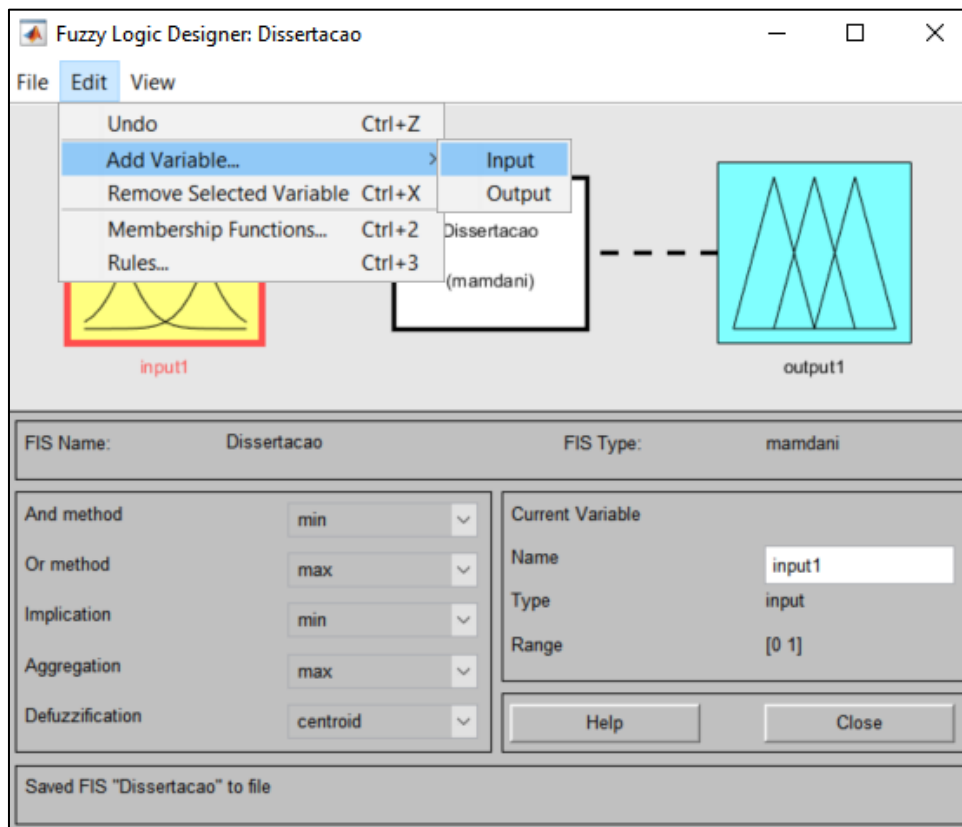 Fuzzy Logic Designer: Dissertacao
File Edit View
Undo Ctrl+Z
Add Variable...
Input
Remove Selected Variable Ctrl+X
Output
Membership Functions... Ctrl+2
Rules... Ctrl+3
Dissertacao
(mamdani)
input1
output1
FIS Name: Dissertacao FIS Type: mamdani
And method min
Or method max
Implication min
Aggregation max
Defuzzification centroid
Current Variable
Name input1
Type input
Range [0 1]
Help Close
Saved FIS "Dissertacao" to file